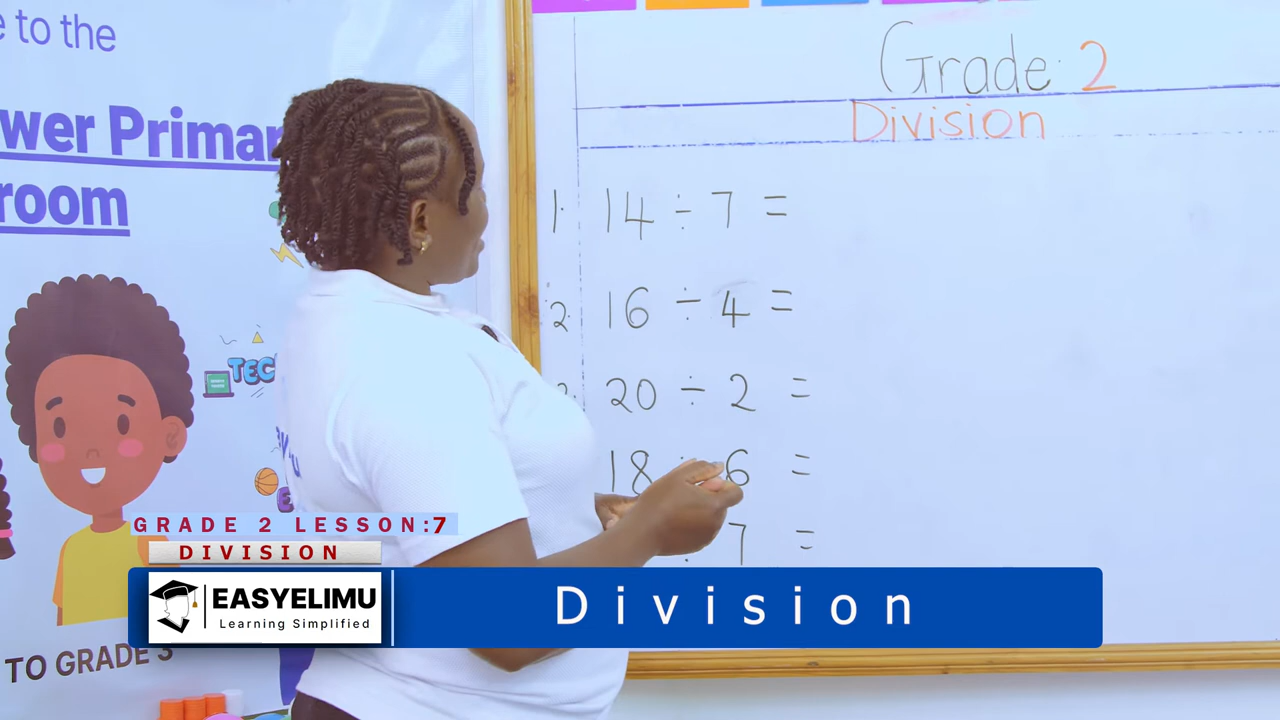 e to the
wer Primar
room
TEC
TO GRADE 3
Grade 2
Division
1. 14 ÷ 7 =
2. 16 ÷ 4 =
20 ÷ 2 =
18 ÷ 6 =
÷ 7 =
GRADE 2 LESSON:7
DIVISION
EASYELIMU
Learning Simplified
Division